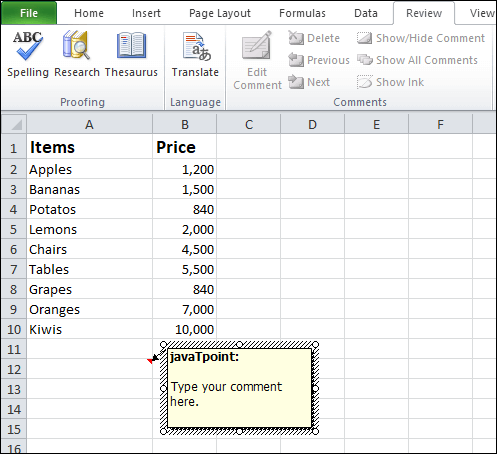 File Home Insert Page Layout Formulas Data Review View
ABC
Spelling Research Thesaurus
Translate
Edit Comment
Delete
Previous
Next
Show/Hide Comment
Show All Comments
Show Ink
Proofing Language Comments
A B C D E F
1 Items Price
2 Apples 1,200
3 Bananas 1,500
4 Potatos 840
5 Lemons 2,000
6 Chairs 4,500
7 Tables 5,500
8 Grapes 840
9 Oranges 7,000
10 Kiwis 10,000
11
12
13
14
15
16
javaTpoint:
Type your comment
here.